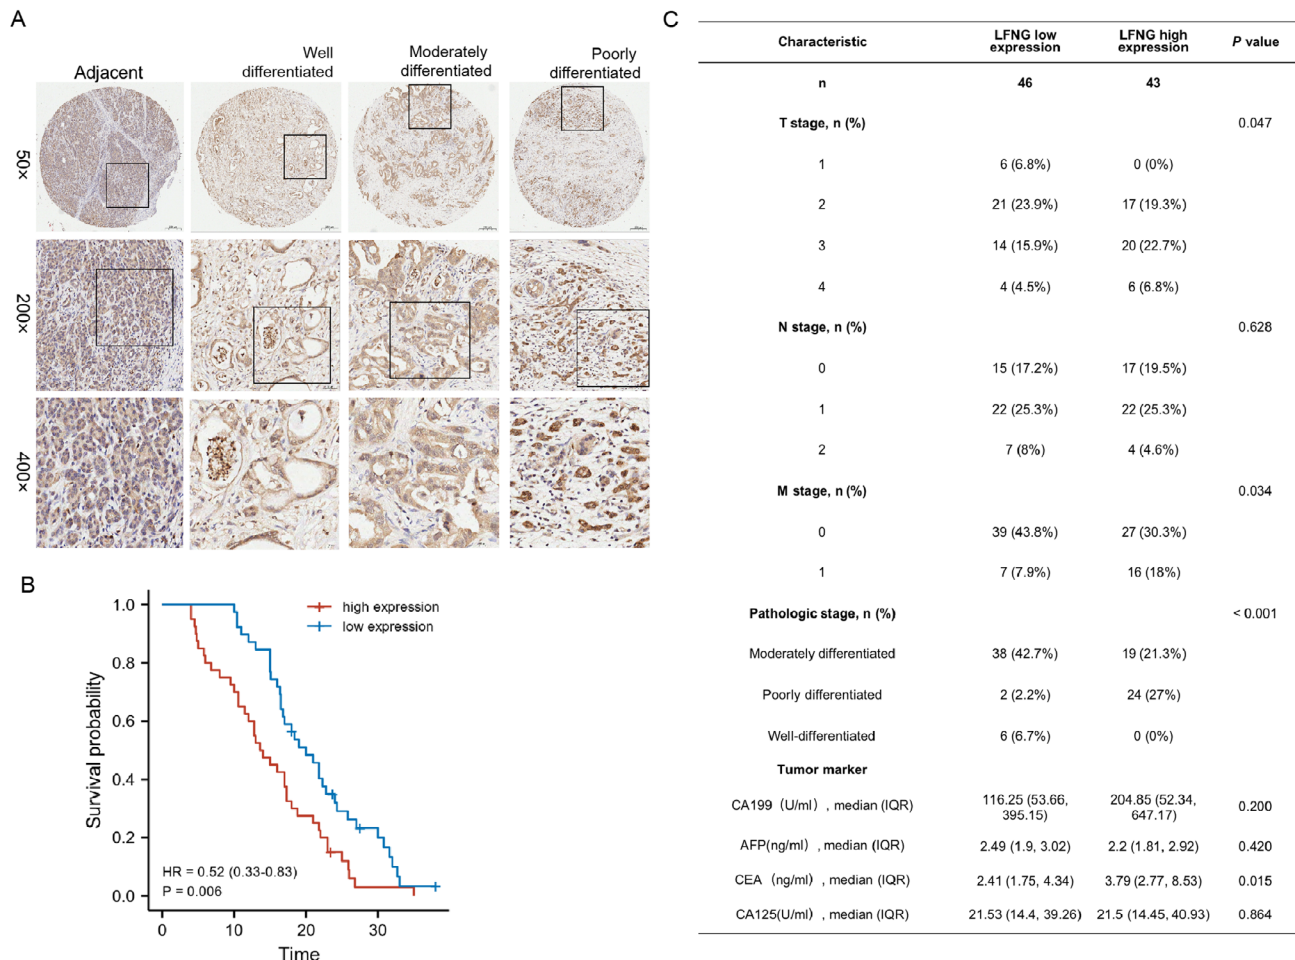 A
Adjacent
Well
differentiated
Moderately
differentiated
Poorly
differentiated
50×
200×
400×
B
Survival probability
1.0
0.8
0.6
0.4
0.2
0.0
high expression
low expression
HR = 0.52 (0.33-0.83)
P = 0.006
0 10 20 30
Time
C
Characteristic LFNG low expression LFNG high expression P value
n 46 43
T stage, n (%) 0.047
1 6 (6.8%) 0 (0%)
2 21 (23.9%) 17 (19.3%)
3 14 (15.9%) 20 (22.7%)
4 4 (4.5%) 6 (6.8%)
N stage, n (%) 0.628
0 15 (17.2%) 17 (19.5%)
1 22 (25.3%) 22 (25.3%)
2 7 (8%) 4 (4.6%)
M stage, n (%) 0.034
0 39 (43.8%) 27 (30.3%)
1 7 (7.9%) 16 (18%)
Pathologic stage, n (%) < 0.001
Moderately differentiated 38 (42.7%) 19 (21.3%)
Poorly differentiated 2 (2.2%) 24 (27%)
Well-differentiated 6 (6.7%) 0 (0%)
Tumor marker
CA199（U/ml）, median (IQR) 116.25 (53.66, 395.15) 204.85 (52.34, 647.17) 0.200
AFP(ng/ml) , median (IQR) 2.49 (1.9, 3.02) 2.2 (1.81, 2.92) 0.420
CEA（ng/ml）, median (IQR) 2.41 (1.75, 4.34) 3.79 (2.77, 8.53) 0.015
CA125(U/ml), median (IQR) 21.53 (14.4, 39.26) 21.5 (14.45, 40.93) 0.864